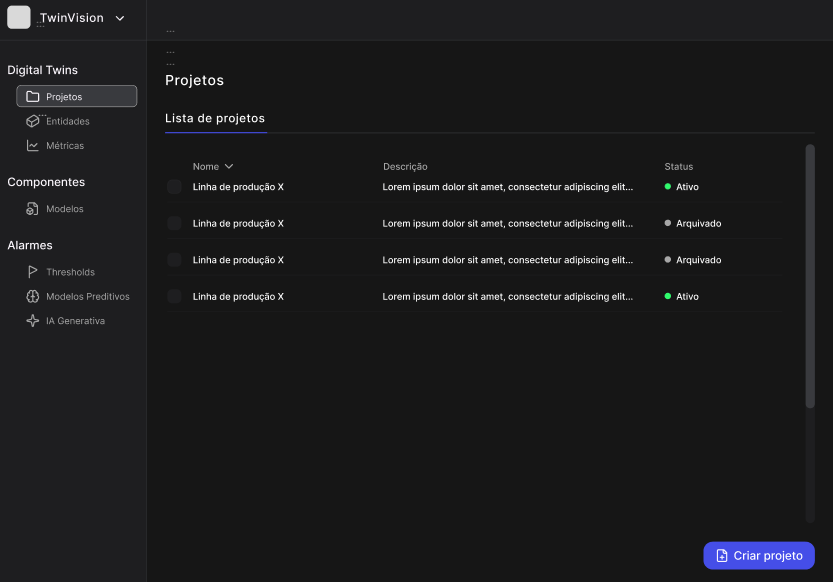 TwinVision
...
...
...
...
Digital Twins
Projetos
Entidades
...
Métricas
Componentes
Modelos
Alarmes
Thresholds
Modelos Preditivos
IA Generativa
Projetos
Lista de projetos
Nome Descrição Status
Linha de produção X Lorem ipsum dolor sit amet, consectetur adipiscing elit... Ativo
Linha de produção X Lorem ipsum dolor sit amet, consectetur adipiscing elit... Arquivado
Linha de produção X Lorem ipsum dolor sit amet, consectetur adipiscing elit... Arquivado
Linha de produção X Lorem ipsum dolor sit amet, consectetur adipiscing elit... Ativo
Criar projeto